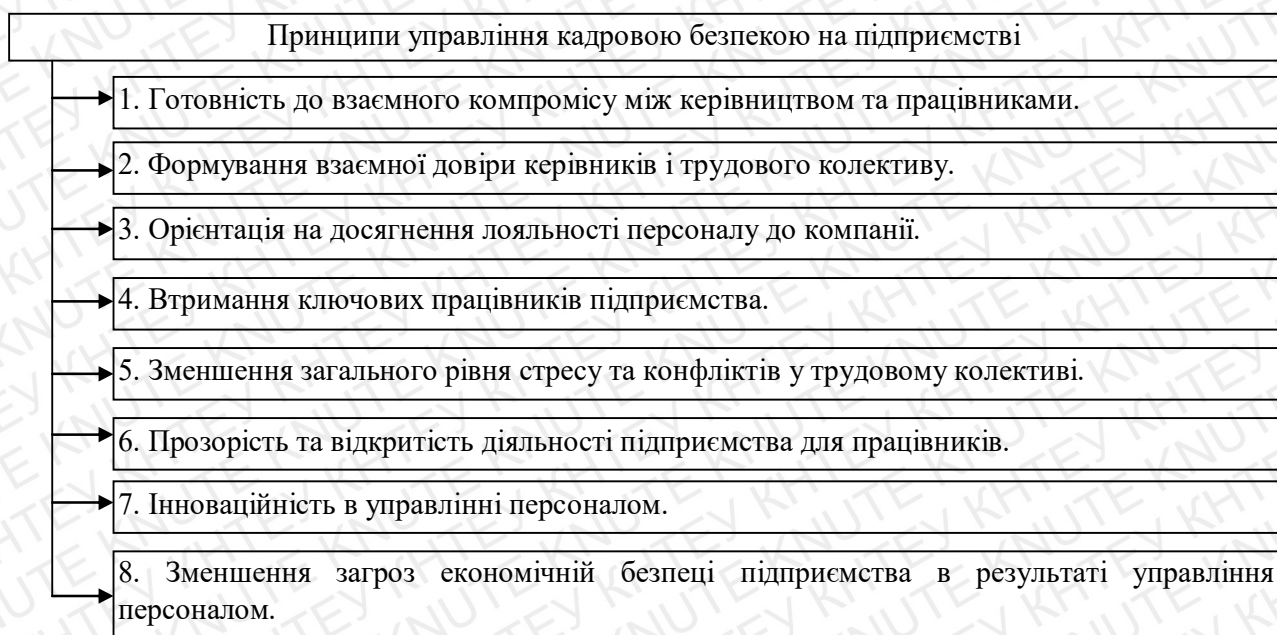 Принципи управління кадровою безпекою на підприємстві
1. Готовність до взаємного компромісу між керівництвом та працівниками.
2. Формування взаємної довіри керівників і трудового колективу.
3. Орієнтація на досягнення лояльності персоналу до компанії.
4. Втримання ключових працівників підприємства.
5. Зменшення загального рівня стресу та конфліктів у трудовому колективі.
6. Прозорість та відкритість діяльності підприємства для працівників.
7. Інноваційність в управлінні персоналом.
8. Зменшення загроз економічній безпеці підприємства в результаті управління
персоналом.